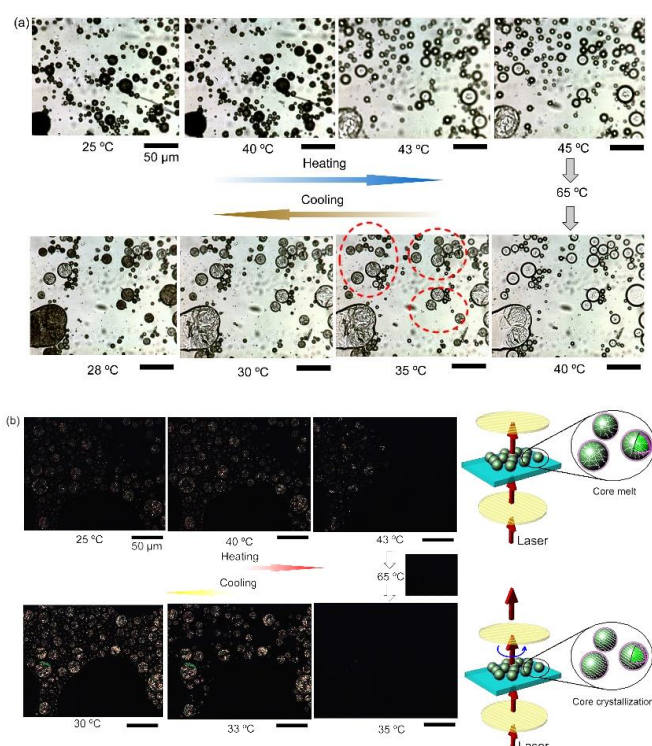 (a)
25 ºC
40 ºC
43 ºC
45 ºC
50 µm
Heating
Cooling
65 ºC
28 ºC
30 ºC
35 ºC
40 ºC
(b)
25 ºC
40 ºC
43 ºC
50 µm
Heating
Cooling
65 ºC
30 ºC
33 ºC
35 ºC
Core melt
Laser
Core crystallization
Laser